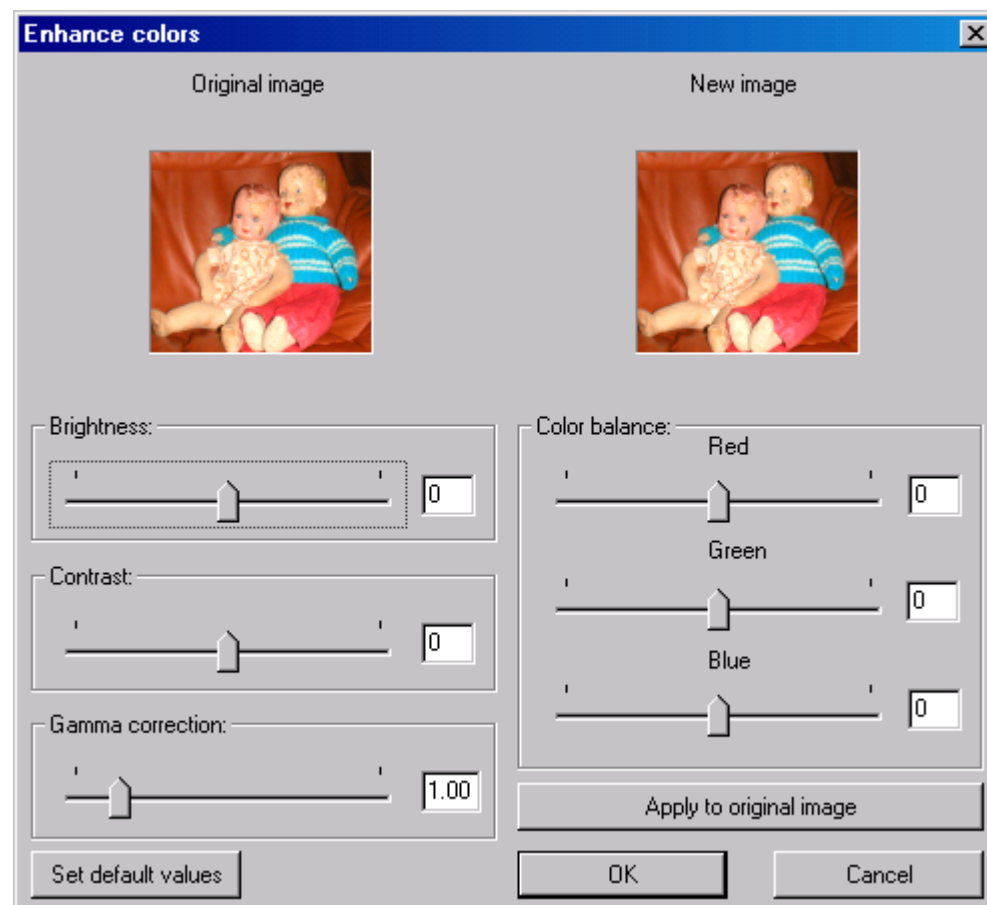 Enhance colors
Original image
New image
Brightness:
0
Contrast:
0
Gamma correction:
1.00
Set default values
Color balance:
Red
0
Green
0
Blue
0
Apply to original image
OK
Cancel